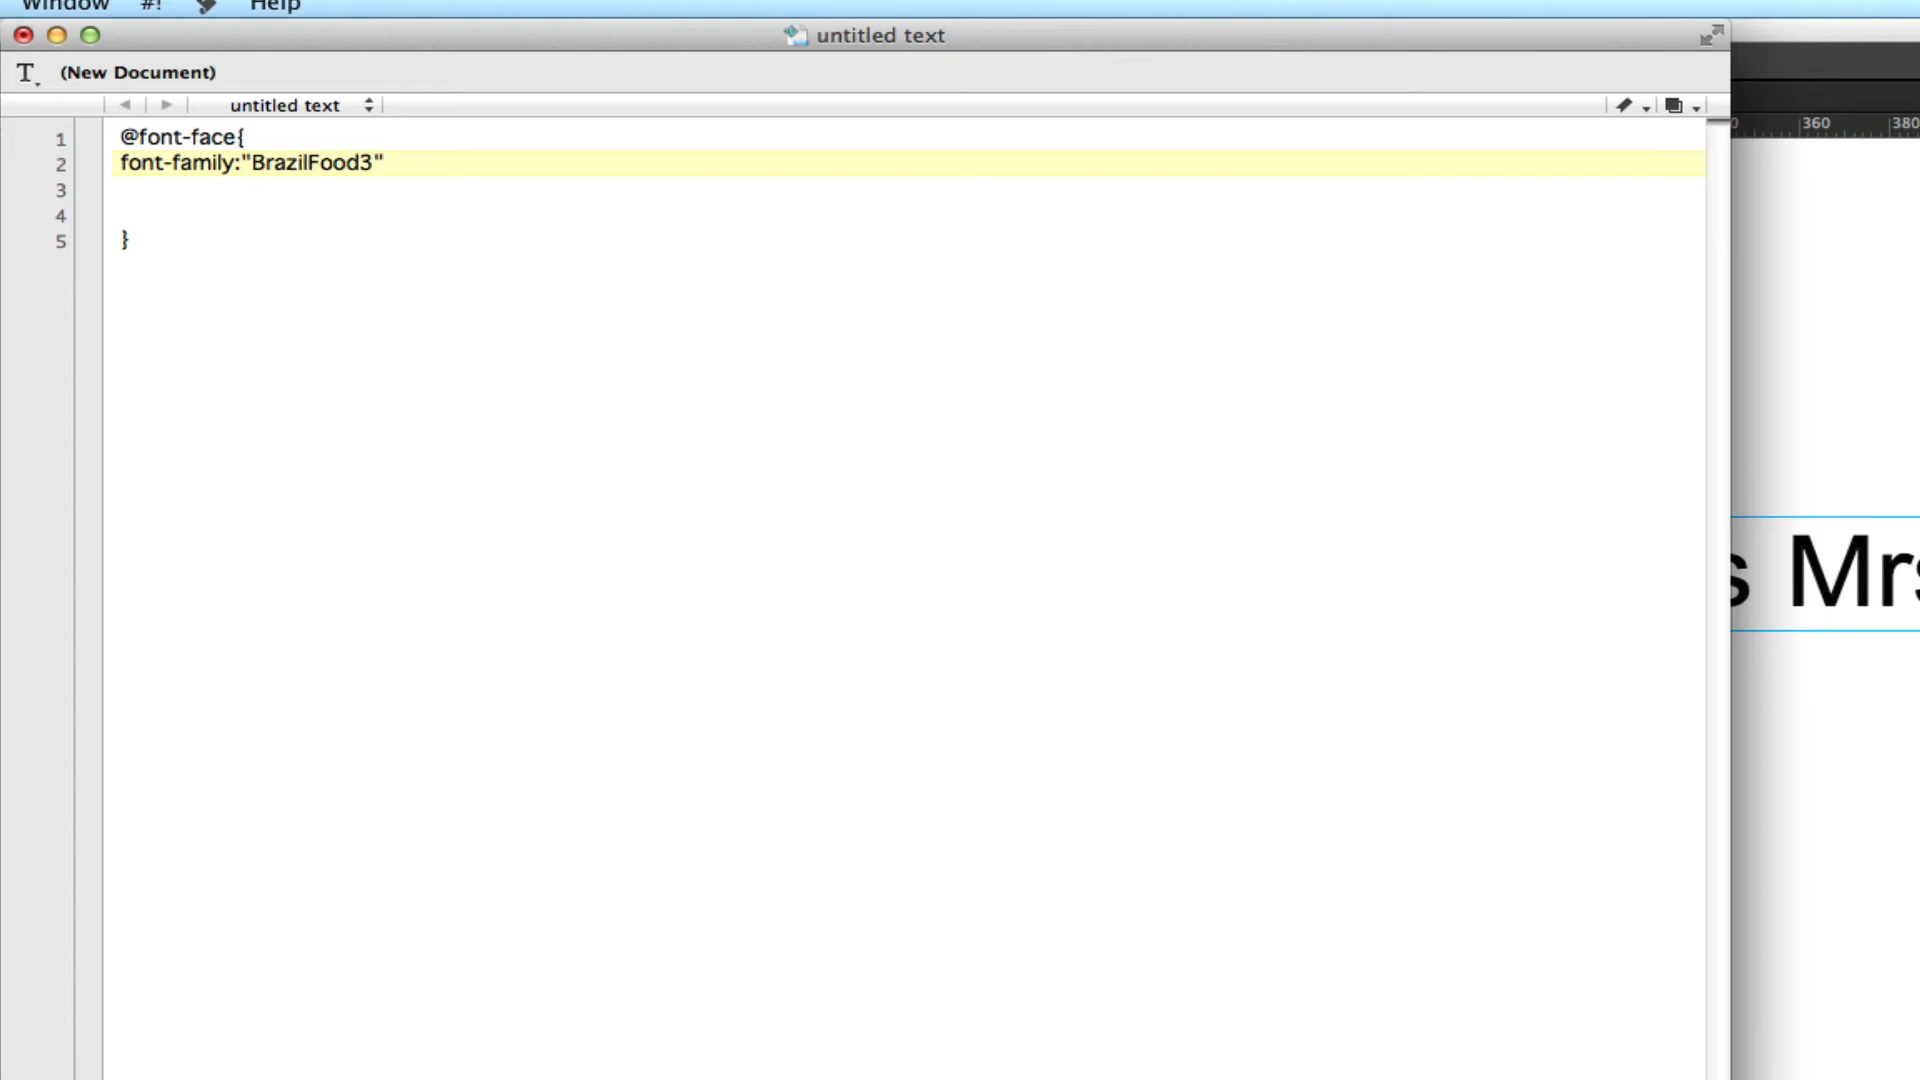 Window #! Help
untitled text
(New Document)
untitled text
1 @font-face{
2 font-family:"BrazilFood3"
3
4
5 }
360 380
s Mrs